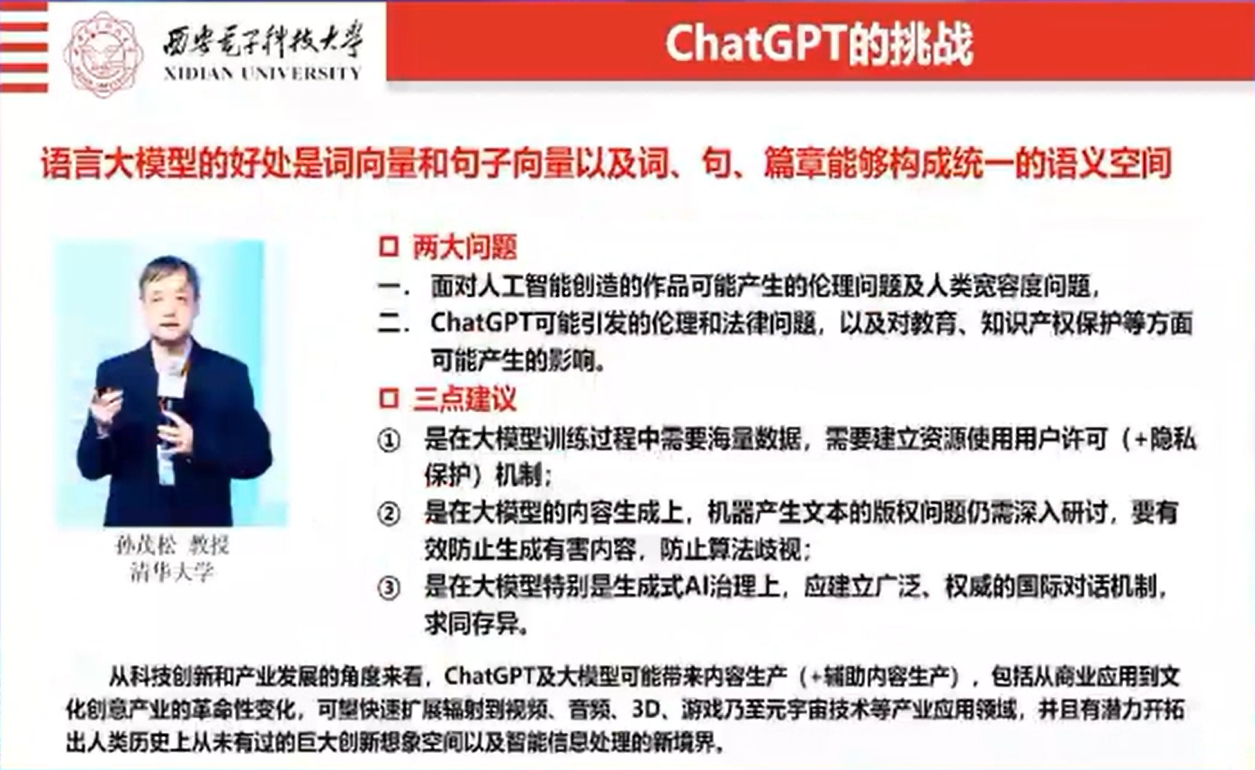 西安电子科技大学
XIDIAN UNIVERSITY
ChatGPT的挑战
语言大模型的好处是词向量和句子向量以及词、句、篇章能够构成统一的语义空间
两大问题
一. 面对人工智能创造的作品可能产生的伦理问题及人类宽容度问题,
二. ChatGPT可能引发的伦理和法律问题，以及对教育、知识产权保护等方面
可能产生的影响。
三点建议
① 是在大模型训练过程中需要海量数据，需要建立资源使用用户许可（+隐私
保护）机制；
② 是在大模型的内容生成上，机器产生文本的版权问题仍需深入研讨，要有
效防止生成有害内容，防止算法歧视；
③ 是在大模型特别是生成式AI治理上，应建立广泛、权威的国际对话机制，
求同存异。
孙茂松 教授
清华大学
从科技创新和产业发展的角度来看，ChatGPT及大模型可能带来内容生产（+辅助内容生产），包括从商业应用到文
化创意产业的革命性变化，可望快速扩展辐射到视频、音频、3D、游戏乃至元宇宙技术等产业应用领域，并且有潜力开拓
出人类历史上从未有过的巨大创新想象空间以及智能信息处理的新境界。